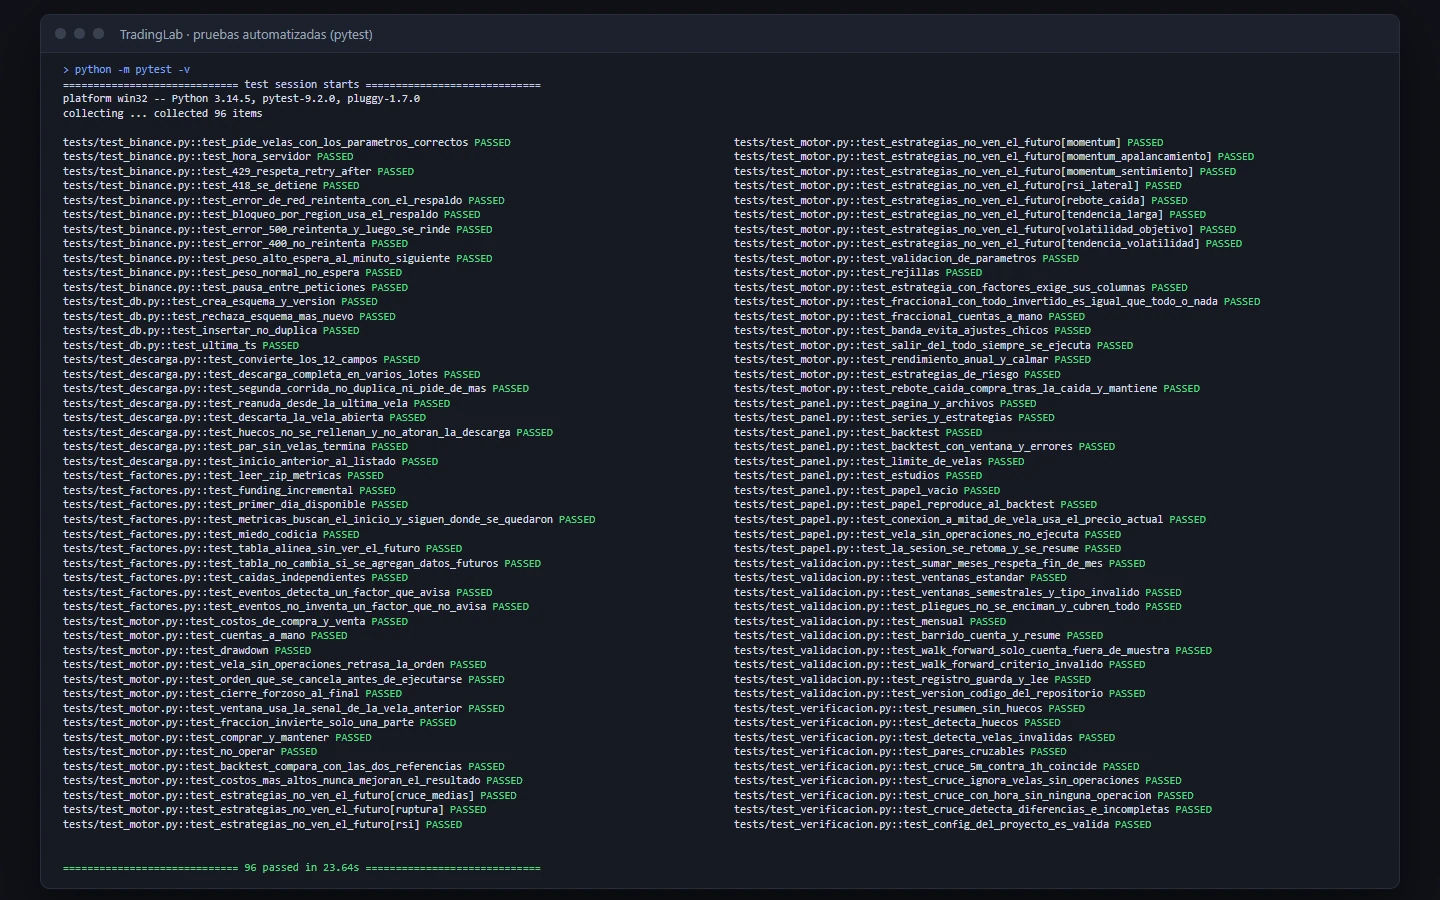 TradingLab · pruebas automatizadas (pytest)
> python -m pytest -v
============================= test session starts =============================
platform win32 -- Python 3.14.5, pytest-9.2.0, pluggy-1.7.0
collecting ... collected 96 items
tests/test_binance.py::test_pide_velas_con_los_parametros_correctos PASSED
tests/test_binance.py::test_hora_servidor PASSED
tests/test_binance.py::test_429_respeta_retry_after PASSED
tests/test_binance.py::test_418_se_detiene PASSED
tests/test_binance.py::test_error_de_red_reintenta_con_el_respaldo PASSED
tests/test_binance.py::test_bloqueo_por_region_usa_el_respaldo PASSED
tests/test_binance.py::test_error_500_reintenta_y_luego_se_rinde PASSED
tests/test_binance.py::test_error_400_no_reintenta PASSED
tests/test_binance.py::test_peso_alto_espera_al_minuto_siguiente PASSED
tests/test_binance.py::test_peso_normal_no_espera PASSED
tests/test_binance.py::test_pausa_entre_peticiones PASSED
tests/test_db.py::test_crea_esquema_y_version PASSED
tests/test_db.py::test_rechaza_esquema_mas_nuevo PASSED
tests/test_db.py::test_insertar_no_duplica PASSED
tests/test_db.py::test_ultima_ts PASSED
tests/test_descarga.py::test_convierte_los_12_campos PASSED
tests/test_descarga.py::test_descarga_completa_en_varios_lotes PASSED
tests/test_descarga.py::test_segunda_corrida_no_duplica_ni_pide_de_mas PASSED
tests/test_descarga.py::test_reanuda_desde_la_ultima_vela PASSED
tests/test_descarga.py::test_descarta_la_vela_abierta PASSED
tests/test_descarga.py::test_huecos_no_se_rellenan_y_no_atoran_la_descarga PASSED
tests/test_descarga.py::test_par_sin_velas_termina PASSED
tests/test_descarga.py::test_inicio_anterior_al_listado PASSED
tests/test_factores.py::test_leer_zip_metricas PASSED
tests/test_factores.py::test_funding_incremental PASSED
tests/test_factores.py::test_primer_dia_disponible PASSED
tests/test_factores.py::test_metricas_buscan_el_inicio_y_siguen_donde_se_quedaron PASSED
tests/test_factores.py::test_miedo_codicia PASSED
tests/test_factores.py::test_tabla_alinea_sin_ver_el_futuro PASSED
tests/test_factores.py::test_tabla_no_cambia_si_se_agregan_datos_futuros PASSED
tests/test_factores.py::test_caidas_independientes PASSED
tests/test_factores.py::test_eventos_detecta_un_factor_que_avisa PASSED
tests/test_factores.py::test_eventos_no_inventa_un_factor_que_no_avisa PASSED
tests/test_motor.py::test_costos_de_compra_y_venta PASSED
tests/test_motor.py::test_cuentas_a_mano PASSED
tests/test_motor.py::test_drawdown PASSED
tests/test_motor.py::test_vela_sin_operaciones_retrasa_la_orden PASSED
tests/test_motor.py::test_orden_que_se_cancela_antes_de_ejecutarse PASSED
tests/test_motor.py::test_cierre_forzoso_al_final PASSED
tests/test_motor.py::test_ventana_usa_la_senal_de_la_vela_anterior PASSED
tests/test_motor.py::test_fraccion_invierte_solo_una_parte PASSED
tests/test_motor.py::test_comprar_y_mantener PASSED
tests/test_motor.py::test_no_operar PASSED
tests/test_motor.py::test_backtest_compara_con_las_dos_referencias PASSED
tests/test_motor.py::test_costos_mas_altos_nunca_mejoran_el_resultado PASSED
tests/test_motor.py::test_estrategias_no_ven_el_futuro[cruce_medias] PASSED
tests/test_motor.py::test_estrategias_no_ven_el_futuro[ruptura] PASSED
tests/test_motor.py::test_estrategias_no_ven_el_futuro[rsi] PASSED
tests/test_motor.py::test_estrategias_no_ven_el_futuro[momentum] PASSED
tests/test_motor.py::test_estrategias_no_ven_el_futuro[momentum_apalancamiento] PASSED
tests/test_motor.py::test_estrategias_no_ven_el_futuro[momentum_sentimiento] PASSED
tests/test_motor.py::test_estrategias_no_ven_el_futuro[rsi_lateral] PASSED
tests/test_motor.py::test_estrategias_no_ven_el_futuro[rebote_caida] PASSED
tests/test_motor.py::test_estrategias_no_ven_el_futuro[tendencia_larga] PASSED
tests/test_motor.py::test_estrategias_no_ven_el_futuro[volatilidad_objetivo] PASSED
tests/test_motor.py::test_estrategias_no_ven_el_futuro[tendencia_volatilidad] PASSED
tests/test_motor.py::test_validacion_de_parametros PASSED
tests/test_motor.py::test_rejillas PASSED
tests/test_motor.py::test_estrategia_con_factores_exige_sus_columnas PASSED
tests/test_motor.py::test_fraccional_con_todo_invertido_es_igual_que_todo_o_nada PASSED
tests/test_motor.py::test_fraccional_cuentas_a_mano PASSED
tests/test_motor.py::test_banda_evita_ajustes_chicos PASSED
tests/test_motor.py::test_salir_del_todo_siempre_se_ejecuta PASSED
tests/test_motor.py::test_rendimiento_anual_y_calmar PASSED
tests/test_motor.py::test_estrategias_de_riesgo PASSED
tests/test_motor.py::test_rebote_caida_compra_tras_la_caida_y_mantiene PASSED
tests/test_panel.py::test_pagina_y_archivos PASSED
tests/test_panel.py::test_series_y_estrategias PASSED
tests/test_panel.py::test_backtest PASSED
tests/test_panel.py::test_backtest_con_ventana_y_errores PASSED
tests/test_panel.py::test_limite_de_velas PASSED
tests/test_panel.py::test_estudios PASSED
tests/test_panel.py::test_papel_vacio PASSED
tests/test_papel.py::test_papel_reproduce_al_backtest PASSED
tests/test_papel.py::test_conexion_a_mitad_de_vela_usa_el_precio_actual PASSED
tests/test_papel.py::test_vela_sin_operaciones_no_ejecuta PASSED
tests/test_papel.py::test_la_sesion_se_retoma_y_se_resume PASSED
tests/test_validacion.py::test_sumar_meses_respeta_fin_de_mes PASSED
tests/test_validacion.py::test_ventanas_estandar PASSED
tests/test_validacion.py::test_ventanas_semestrales_y_tipo_invalido PASSED
tests/test_validacion.py::test_pliegues_no_se_enciman_y_cubren_todo PASSED
tests/test_validacion.py::test_mensual PASSED
tests/test_validacion.py::test_barrido_cuenta_y_resume PASSED
tests/test_validacion.py::test_walk_forward_solo_cuenta_fuera_de_muestra PASSED
tests/test_validacion.py::test_walk_forward_criterio_invalido PASSED
tests/test_validacion.py::test_registro_guarda_y_lee PASSED
tests/test_validacion.py::test_version_codigo_del_repositorio PASSED
tests/test_verificacion.py::test_resumen_sin_huecos PASSED
tests/test_verificacion.py::test_detecta_huecos PASSED
tests/test_verificacion.py::test_detecta_velas_invalidas PASSED
tests/test_verificacion.py::test_pares_cruzables PASSED
tests/test_verificacion.py::test_cruce_5m_contra_1h_coincide PASSED
tests/test_verificacion.py::test_cruce_ignora_velas_sin_operaciones PASSED
tests/test_verificacion.py::test_cruce_con_hora_sin_ninguna_operacion PASSED
tests/test_verificacion.py::test_cruce_detecta_diferencias_e_incompletas PASSED
tests/test_verificacion.py::test_config_del_proyecto_es_valida PASSED
============================= 96 passed in 23.64s =============================